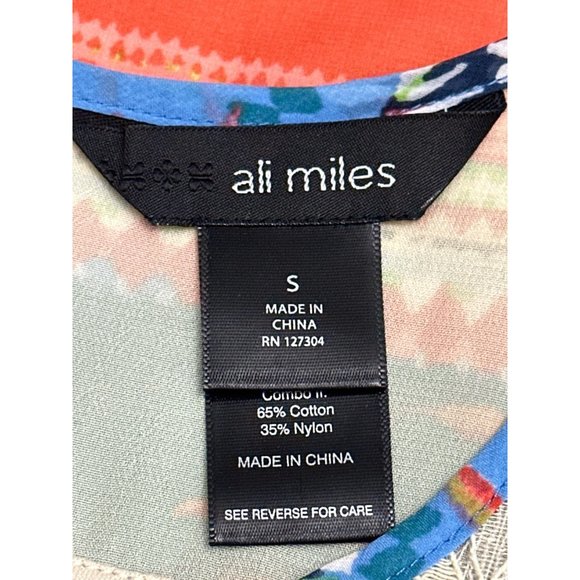 ali miles
S
MADE IN
CHINA
RN 127304
Combo II:
65% Cotton
35% Nylon
MADE IN CHINA
SEE REVERSE FOR CARE